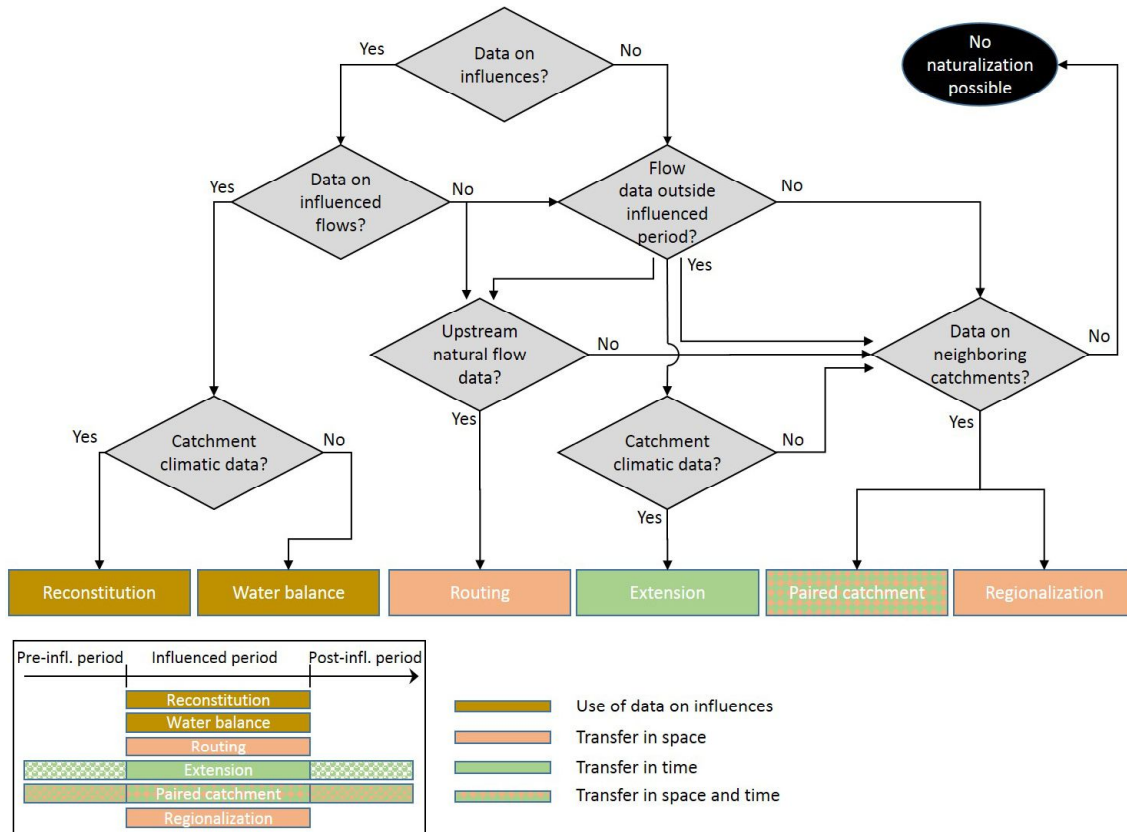 Yes
Data on
influences?
No
No
naturalization
possible
Yes
Data on
influenced
flows?
No
Flow
data outside
influenced
period?
No
Yes
Upstream
natural flow
data?
No
Yes
Data on
neighboring
catchments?
No
Yes
Yes
Catchment
climatic data?
No
Catchment
climatic data?
No
Yes
Reconstitution
Water balance
Routing
Extension
Paired catchment
Regionalization
Pre-infl. period
Influenced period
Post-infl. period
Reconstitution
Water balance
Routing
Extension
Paired catchment
Regionalization
Use of data on influences
Transfer in space
Transfer in time
Transfer in space and time